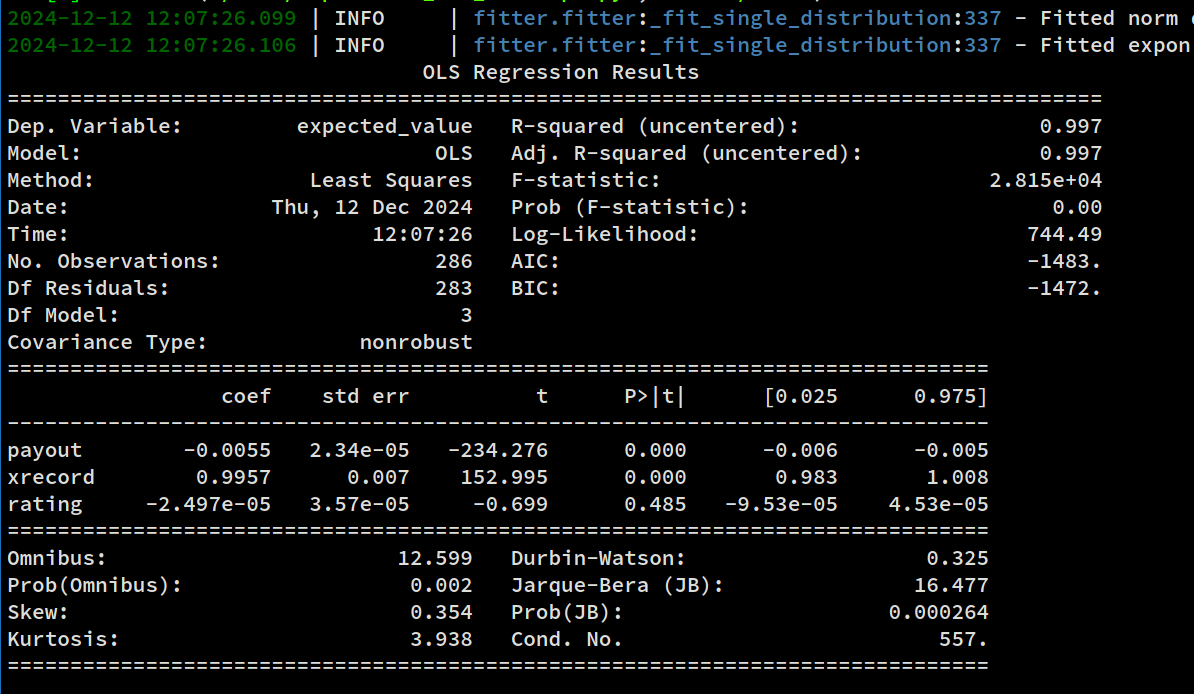 2024-12-12 12:07:26.099 | INFO     | fitter.fitter:_fit_single_distribution:337 - Fitted norm
2024-12-12 12:07:26.106 | INFO     | fitter.fitter:_fit_single_distribution:337 - Fitted expon
                                 OLS Regression Results
=======================================================================================
Dep. Variable:         expected_value   R-squared (uncentered):                   0.997
Model:                            OLS   Adj. R-squared (uncentered):              0.997
Method:                 Least Squares   F-statistic:                          2.815e+04
Date:                Thu, 12 Dec 2024   Prob (F-statistic):                        0.00
Time:                        12:07:26   Log-Likelihood:                          744.49
No. Observations:                 286   AIC:                                     -1483.
Df Residuals:                     283   BIC:                                     -1472.
Df Model:                           3
Covariance Type:            nonrobust
==============================================================================
                 coef    std err          t      P>|t|      [0.025      0.975]
------------------------------------------------------------------------------
payout        -0.0055   2.34e-05   -234.276      0.000      -0.006      -0.005
xrecord        0.9957      0.007    152.995      0.000       0.983       1.008
rating     -2.497e-05   3.57e-05     -0.699      0.485   -9.53e-05    4.53e-05
==============================================================================
Omnibus:                       12.599   Durbin-Watson:                   0.325
Prob(Omnibus):                  0.002   Jarque-Bera (JB):               16.477
Skew:                           0.354   Prob(JB):                     0.000264
Kurtosis:                       3.938   Cond. No.                         557.
==============================================================================